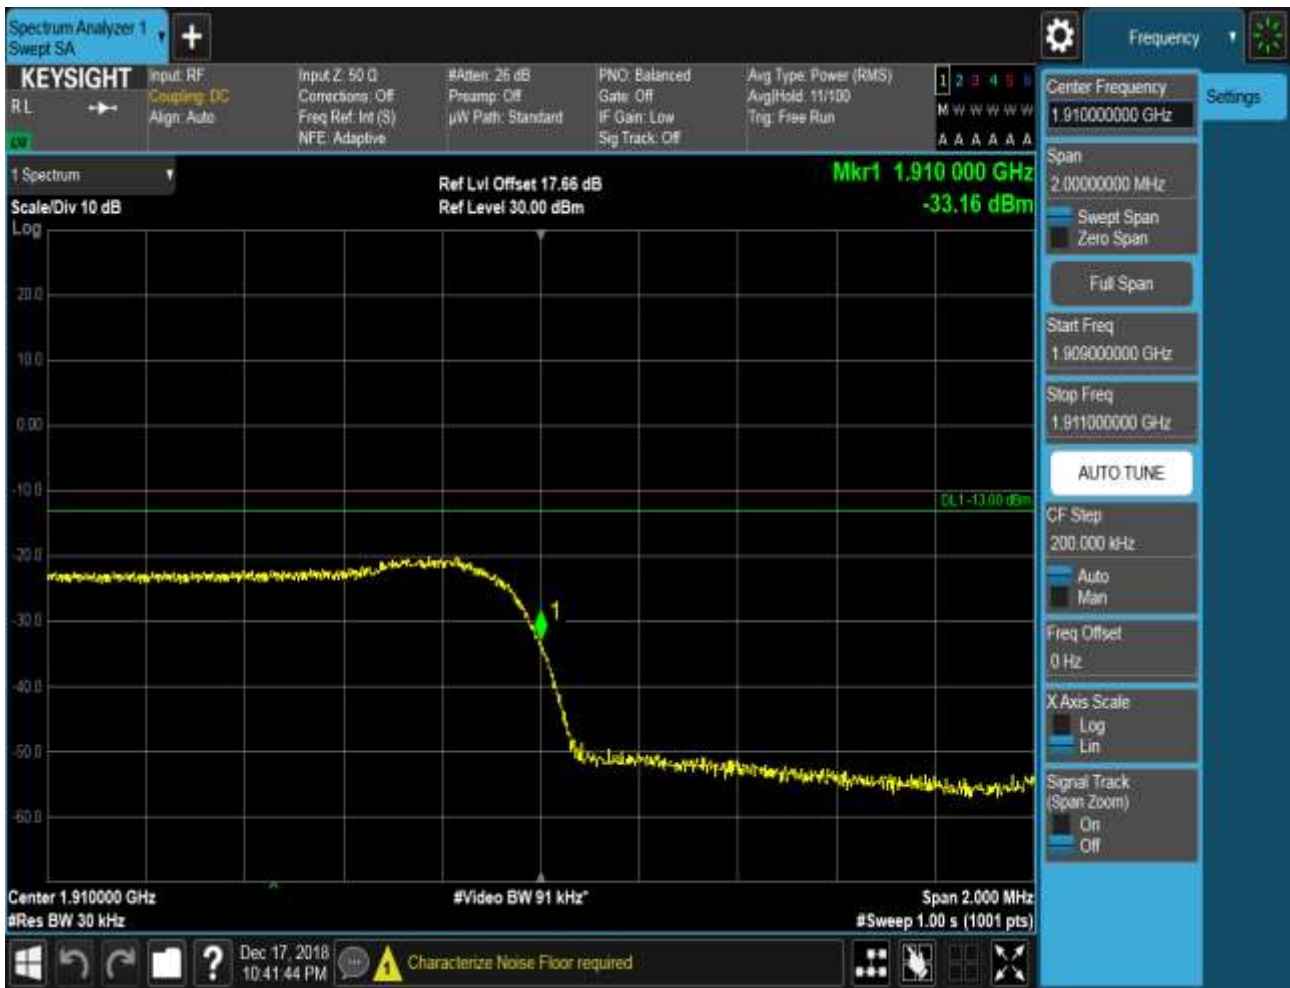 Spectrum Analyzer 1
Swept SA
Frequency
KEYSIGHT
R L
Input: RF
Coupling: DC
Align: Auto
Input Z: 50 Ω
Corrections: Off
Freq Ref: Int (S)
NFE: Adaptive
#Atten: 26 dB
Preamp: Off
µW Path: Standard
PNO: Balanced
Gate: Off
IF Gain: Low
Sig Track: Off
Avg Type: Power (RMS)
Avg|Hold: 11/100
Trig: Free Run
1 2 3 4 5 6
M W W W W W
A A A A A A
1 Spectrum
Scale/Div 10 dB
Log
Ref Lvl Offset 17.66 dB
Ref Level 30.00 dBm
Mkr1 1.910 000 GHz
-33.16 dBm
20.0
10.0
0.00
-10.0
DL1 -13.00 dBm
-20.0
1
-30.0
-40.0
-50.0
-60.0
Center 1.910000 GHz
#Res BW 30 kHz
#Video BW 91 kHz*
Span 2.000 MHz
#Sweep 1.00 s (1001 pts)
Center Frequency
1.910000000 GHz
Settings
Span
2.00000000 MHz
Swept Span
Zero Span
Full Span
Start Freq
1.909000000 GHz
Stop Freq
1.911000000 GHz
AUTO TUNE
CF Step
200.000 kHz
Auto
Man
Freq Offset
0 Hz
X Axis Scale
Log
Lin
Signal Track
(Span Zoom)
On
Off
?
Dec 17, 2018
10:41:44 PM
1
Characterize Noise Floor required